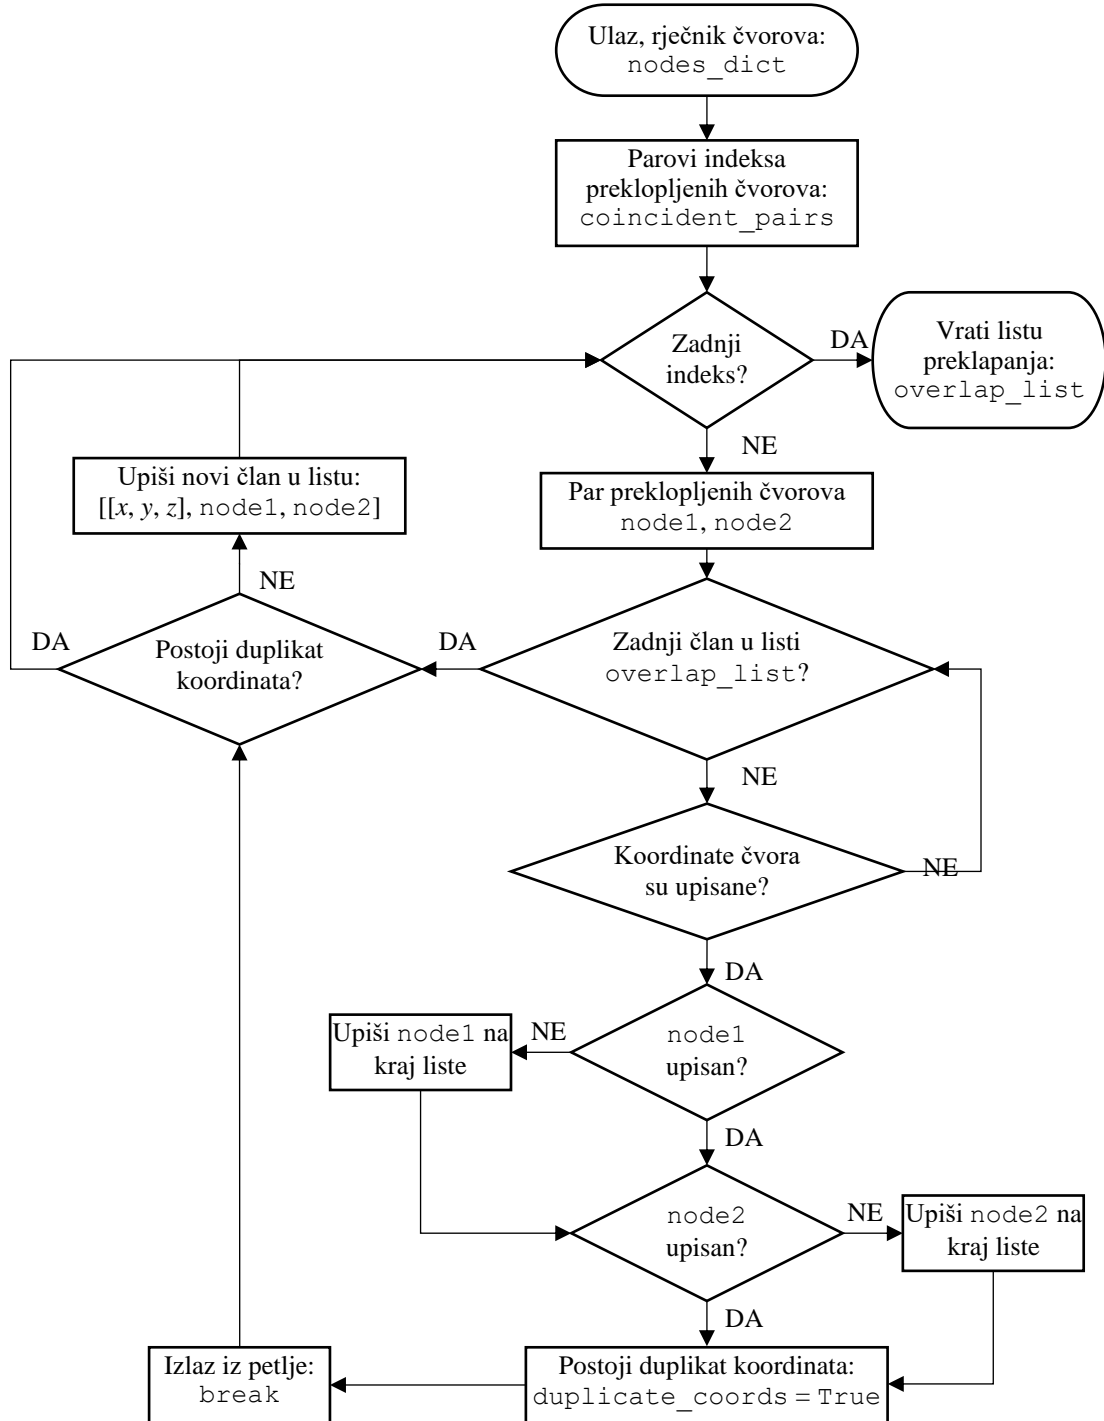 Ulaz, rječnik čvorova:
nodes_dict
Parovi indeksa
preklopljenih čvorova:
coincident_pairs
Zadnji
indeks?
DA
Vrati listu
preklapanja:
overlap_list
NE
Upiši novi član u listu:
[[x, y, z], node1, node2]
Par preklopljenih čvorova
node1, node2
NE
DA
Postoji duplikat
koordinata?
DA
Zadnji član u listi
overlap_list?
NE
Koordinate čvora
su upisane?
NE
DA
Upiši node1 na
kraj liste
NE
node1
upisan?
DA
node2
upisan?
NE
Upiši node2 na
kraj liste
DA
Izlaz iz petlje:
break
Postoji duplikat koordinata:
duplicate_coords = True